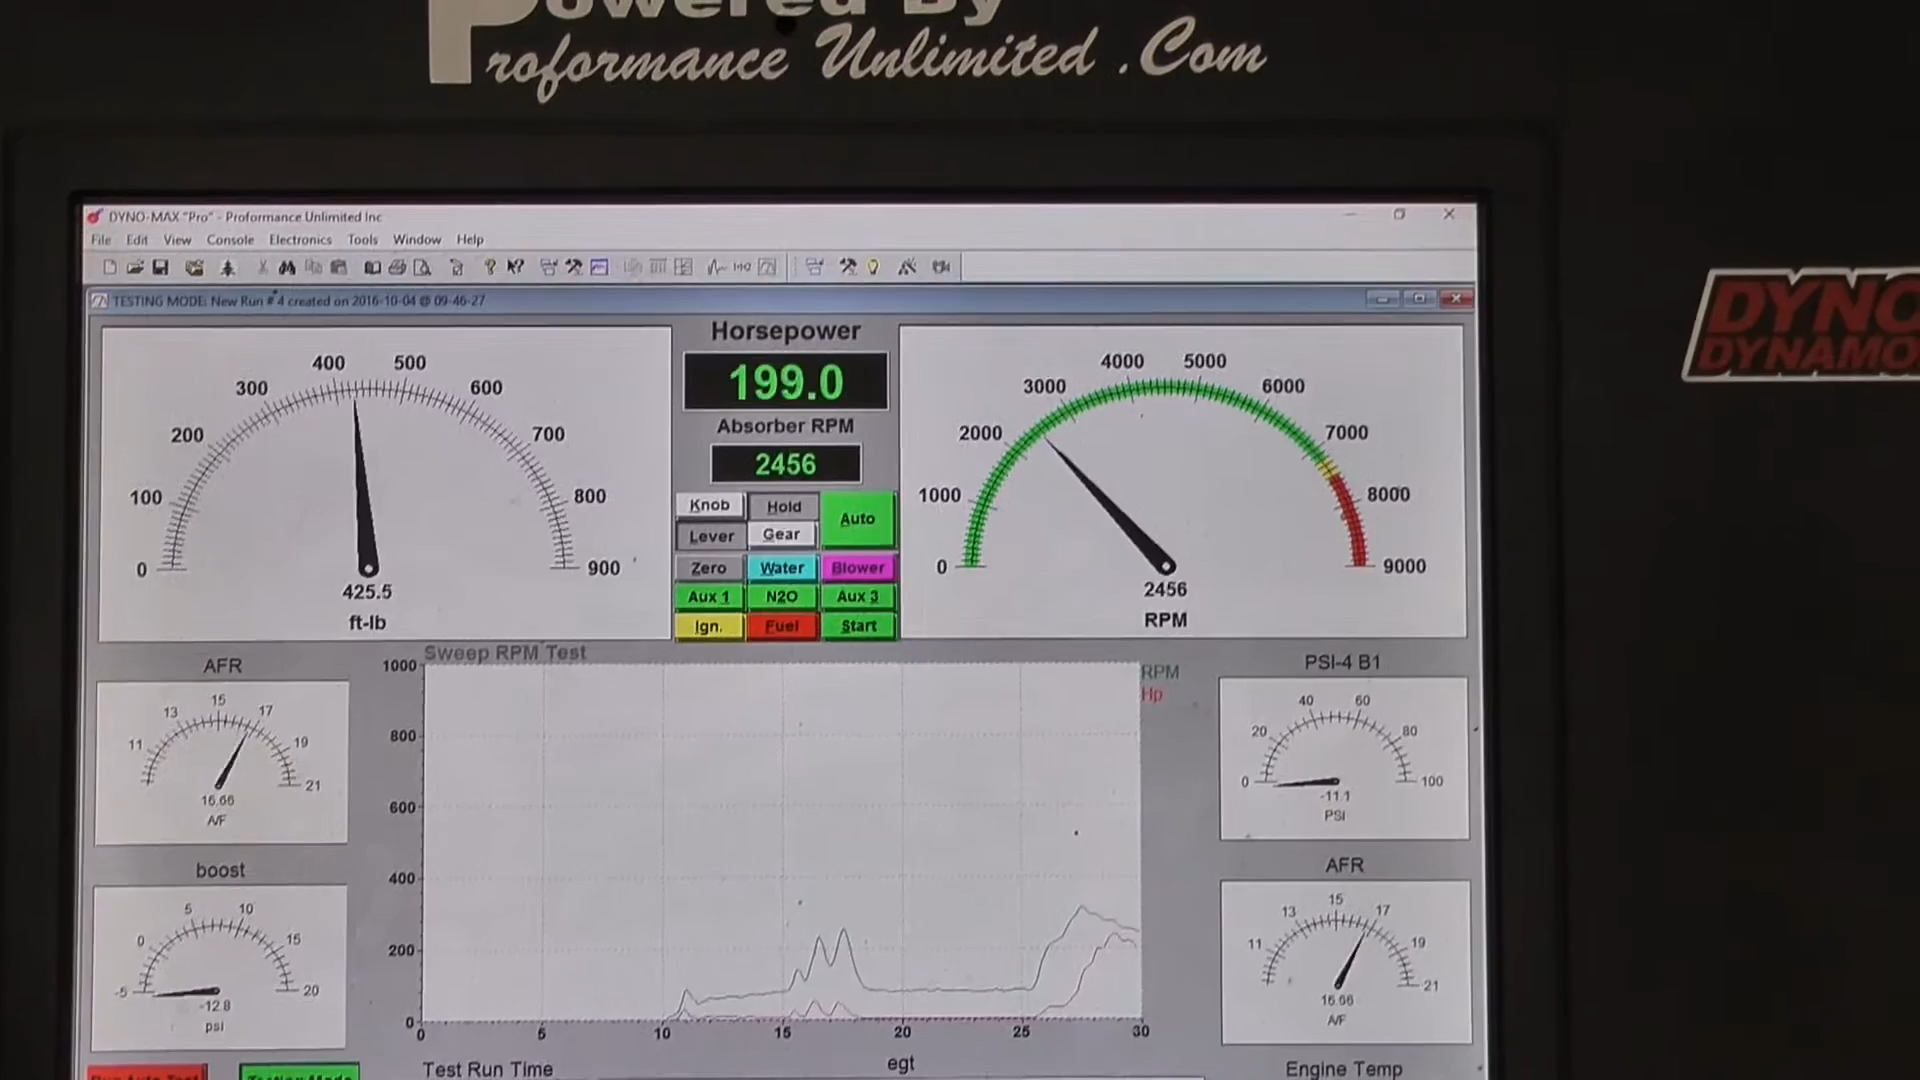 Powered By
Proformance Unlimited .Com
DYNO-MAX "Pro" - Proformance Unlimited Inc
File Edit View Console Electronics Tools Window Help
TESTING MODE: New Run # 4 created on 2016-10-04 @ 09-46-27
DYNO
DYNAMO
0 100 200 300 400 500 600 700 800 900
425.5
ft-lb
Horsepower
199.0
Absorber RPM
2456
Knob Hold Auto
Lever Gear
Zero Water Blower
Aux 1 N2O Aux 3
Ign. Fuel Start
0 1000 2000 3000 4000 5000 6000 7000 8000 9000
2456
RPM
AFR
11 13 15 17 19 21
16.66
A/F
boost
-5 0 5 10 15 20
-12.8
psi
Sweep RPM Test
1000
800
600
400
200
0
0 5 10 15 20 25 30
RPM
Hp
Test Run Time
egt
PSI-4 B1
0 20 40 60 80 100
-11.1
PSI
AFR
11 13 15 17 19 21
16.66
A/F
Engine Temp
Testing Mode